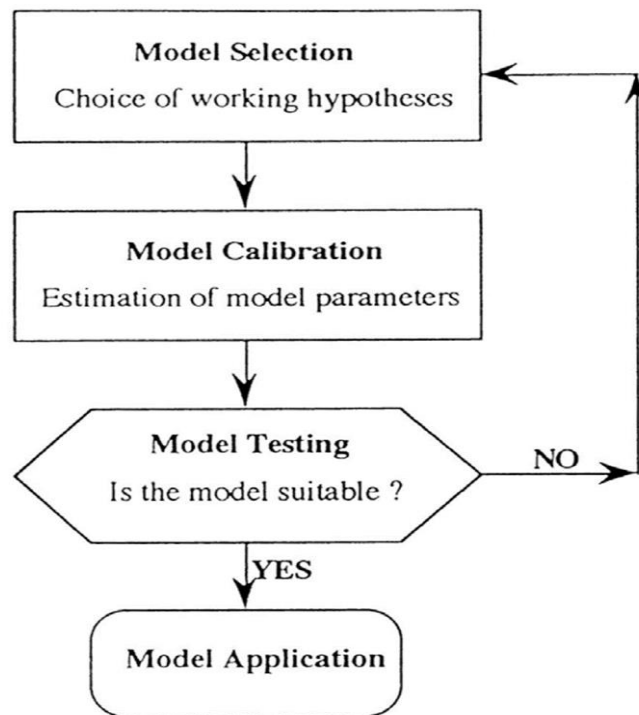 Model Selection
Choice of working hypotheses
Model Calibration
Estimation of model parameters
Model Testing
Is the model suitable ?
NO
YES
Model Application